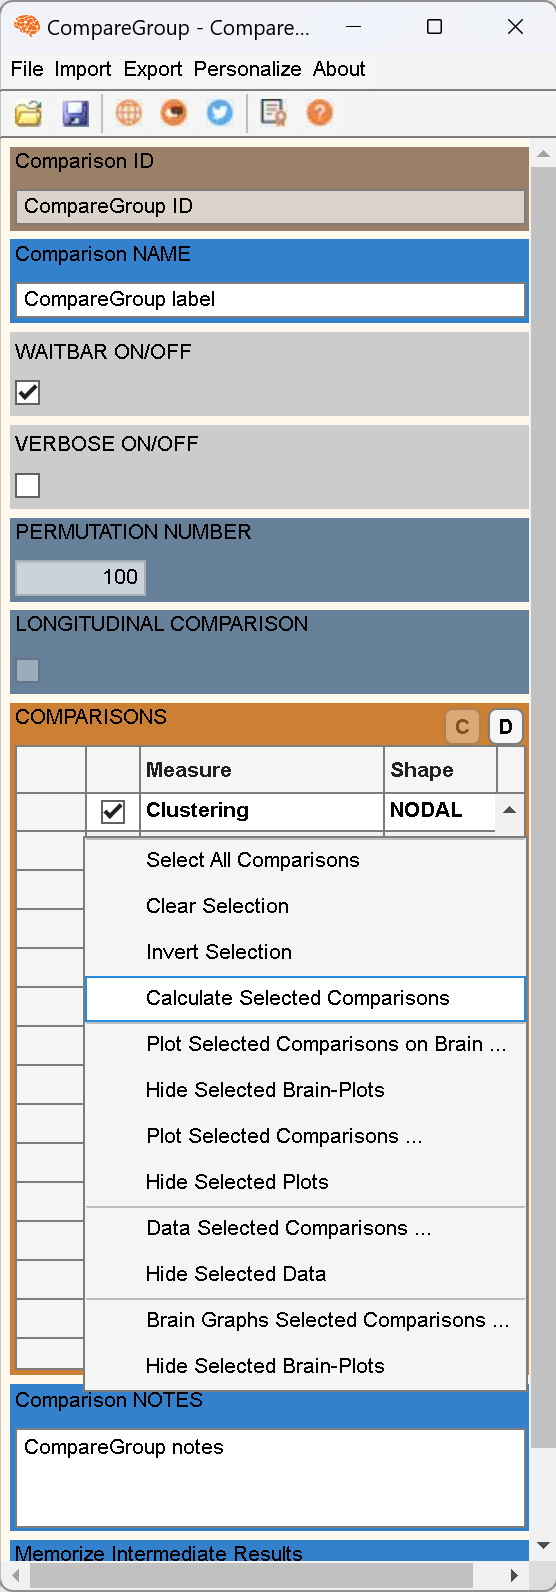 CompareGroup - Compare...
File Import Export Personalize About
Comparison ID
CompareGroup ID
Comparison NAME
CompareGroup label
WAITBAR ON/OFF
VERBOSE ON/OFF
PERMUTATION NUMBER
100
LONGITUDINAL COMPARISON
COMPARISONS C D
Measure Shape
Clustering NODAL
Select All Comparisons
Clear Selection
Invert Selection
Calculate Selected Comparisons
Plot Selected Comparisons on Brain ...
Hide Selected Brain-Plots
Plot Selected Comparisons ...
Hide Selected Plots
Data Selected Comparisons ...
Hide Selected Data
Brain Graphs Selected Comparisons ...
Hide Selected Brain-Plots
Comparison NOTES
CompareGroup notes
Memorize Intermediate Results